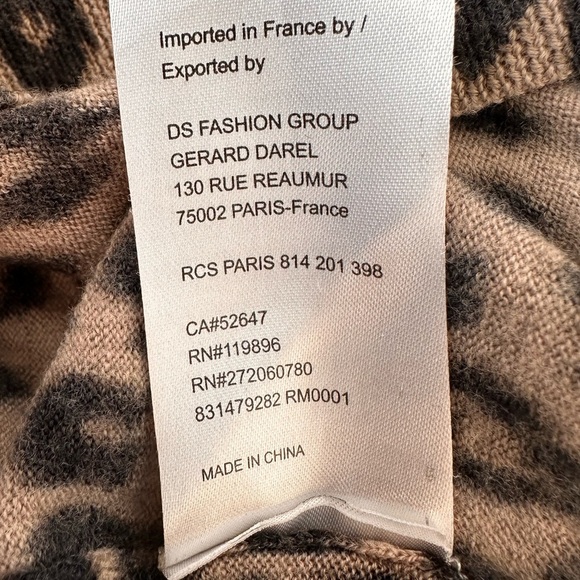 Imported in France by /
Exported by
DS FASHION GROUP
GERARD DAREL
130 RUE REAUMUR
75002 PARIS-France
RCS PARIS 814 201 398
CA#52647
RN#119896
RN#272060780
831479282 RM0001
MADE IN CHINA